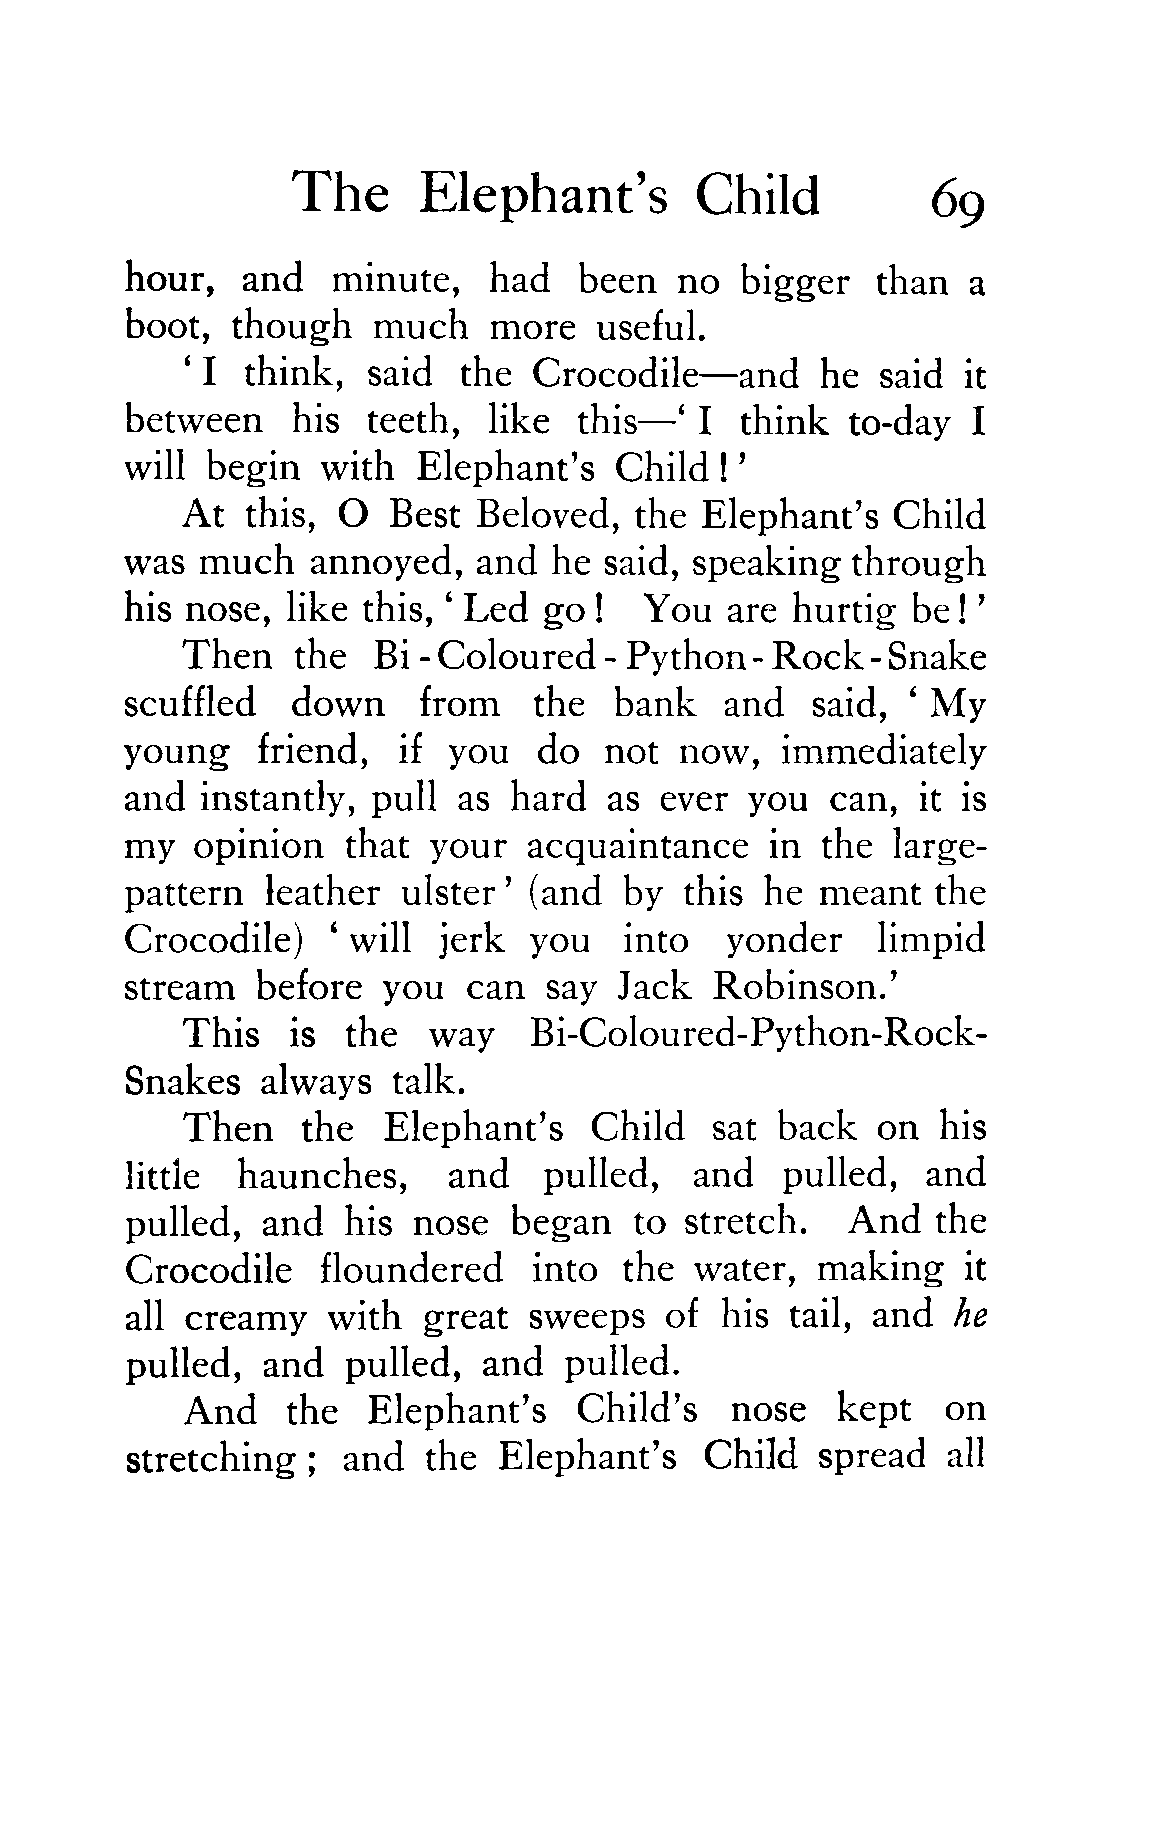 The Elephant's Child 69
hour, and minute, had been no bigger than a
boot, though much more useful.
‘ I think, said the Crocodile—and he said it
between his teeth, like this—‘ I think to-day I
will begin with Elephant's Child ! ’
At this, O Best Beloved, the Elephant's Child
was much annoyed, and he said, speaking through
his nose, like this, ‘ Led go ! You are hurtig be ! ’
Then the Bi - Coloured - Python - Rock - Snake
scuffled down from the bank and said, ‘ My
young friend, if you do not now, immediately
and instantly, pull as hard as ever you can, it is
my opinion that your acquaintance in the large-
pattern leather ulster ’ (and by this he meant the
Crocodile) ‘ will jerk you into yonder limpid
stream before you can say Jack Robinson.’
This is the way Bi-Coloured-Python-Rock-
Snakes always talk.
Then the Elephant's Child sat back on his
little haunches, and pulled, and pulled, and
pulled, and his nose began to stretch. And the
Crocodile floundered into the water, making it
all creamy with great sweeps of his tail, and he
pulled, and pulled, and pulled.
And the Elephant's Child's nose kept on
stretching ; and the Elephant's Child spread all